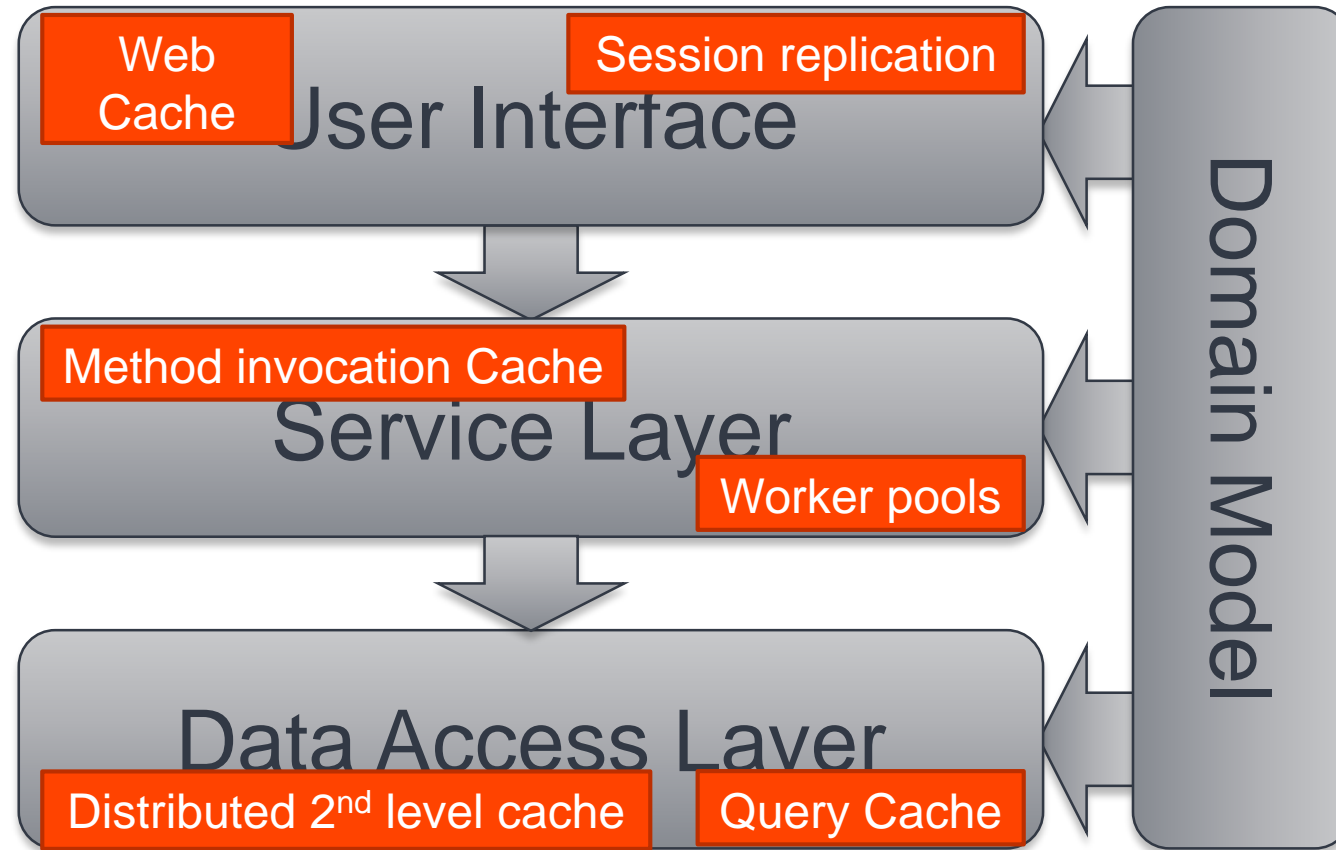 Web
Cache
Session replication
User Interface
Method invocation Cache
Service Layer
Worker pools
Data Access Layer
Distributed 2nd level cache
Query Cache
Domain Model